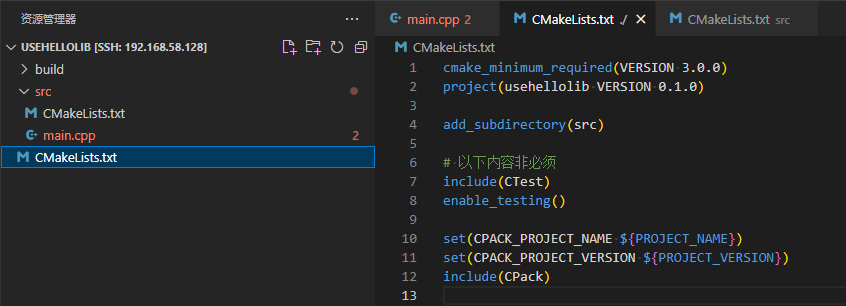 资源管理器
USEHELLOLIB [SSH: 192.168.58.128]
build
src
CMakeLists.txt
main.cpp 2
CMakeLists.txt
main.cpp 2
CMakeLists.txt
CMakeLists.txt src
CMakeLists.txt
1 cmake_minimum_required(VERSION 3.0.0)
2 project(usehellolib VERSION 0.1.0)
3
4 add_subdirectory(src)
5
6 # 以下内容非必须
7 include(CTest)
8 enable_testing()
9
10 set(CPACK_PROJECT_NAME ${PROJECT_NAME})
11 set(CPACK_PROJECT_VERSION ${PROJECT_VERSION})
12 include(CPack)
13